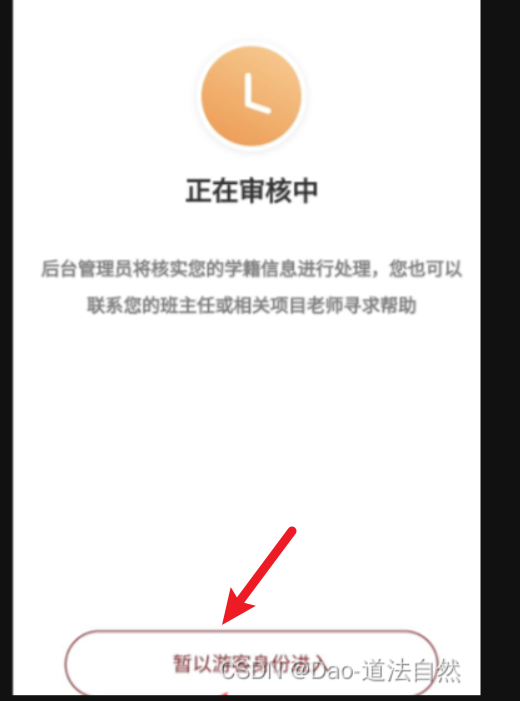 正在审核中
后台管理员将核实您的学籍信息进行处理，您也可以
联系您的班主任或相关项目老师寻求帮助
暂以游客身份进入
CSDN @Dao-道法自然